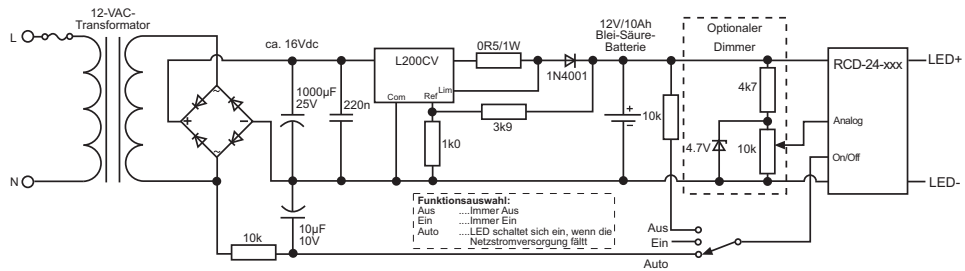 12-VAC-
Transformator
L
N
~
+
–
~
ca. 16Vdc
1000µF
25V
220n
L200CV
Com
Ref
Lim
0R5/1W
1N4001
3k9
1k0
12V/10Ah
Blei-Säure-
Batterie
+
–
10k
Optionaler
Dimmer
4k7
4.7V
10k
RCD-24-xxx
Analog
On/Off
LED+
LED-
10µF
10V
10k
Funktionsauswahl:
Aus ....Immer Aus
Ein ....Immer Ein
Auto ....LED schaltet sich ein, wenn die
Netzstromversorgung fältt
Aus
Ein
Auto